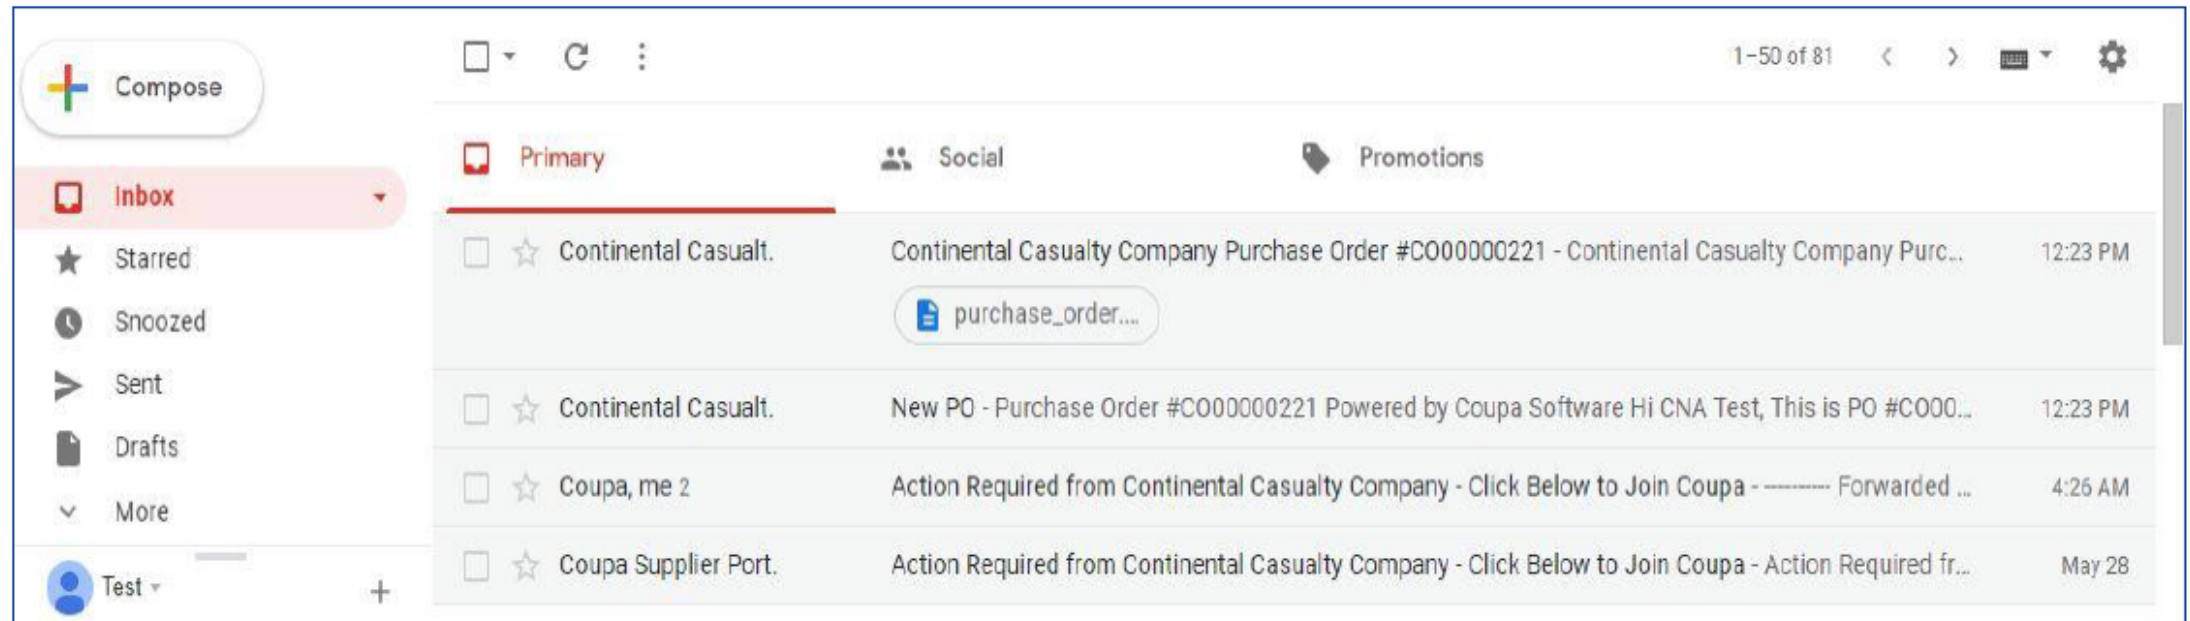 Compose
1–50 of 81
Primary
Social
Promotions
Inbox
Starred
Snoozed
Sent
Drafts
More
Test
Continental Casualt. Continental Casualty Company Purchase Order #CO00000221 - Continental Casualty Company Purc... 12:23 PM
purchase_order....
Continental Casualt. New PO - Purchase Order #CO00000221 Powered by Coupa Software Hi CNA Test, This is PO #CO00... 12:23 PM
Coupa, me 2 Action Required from Continental Casualty Company - Click Below to Join Coupa - ---------- Forwarded ... 4:26 AM
Coupa Supplier Port. Action Required from Continental Casualty Company - Click Below to Join Coupa - Action Required fr... May 28